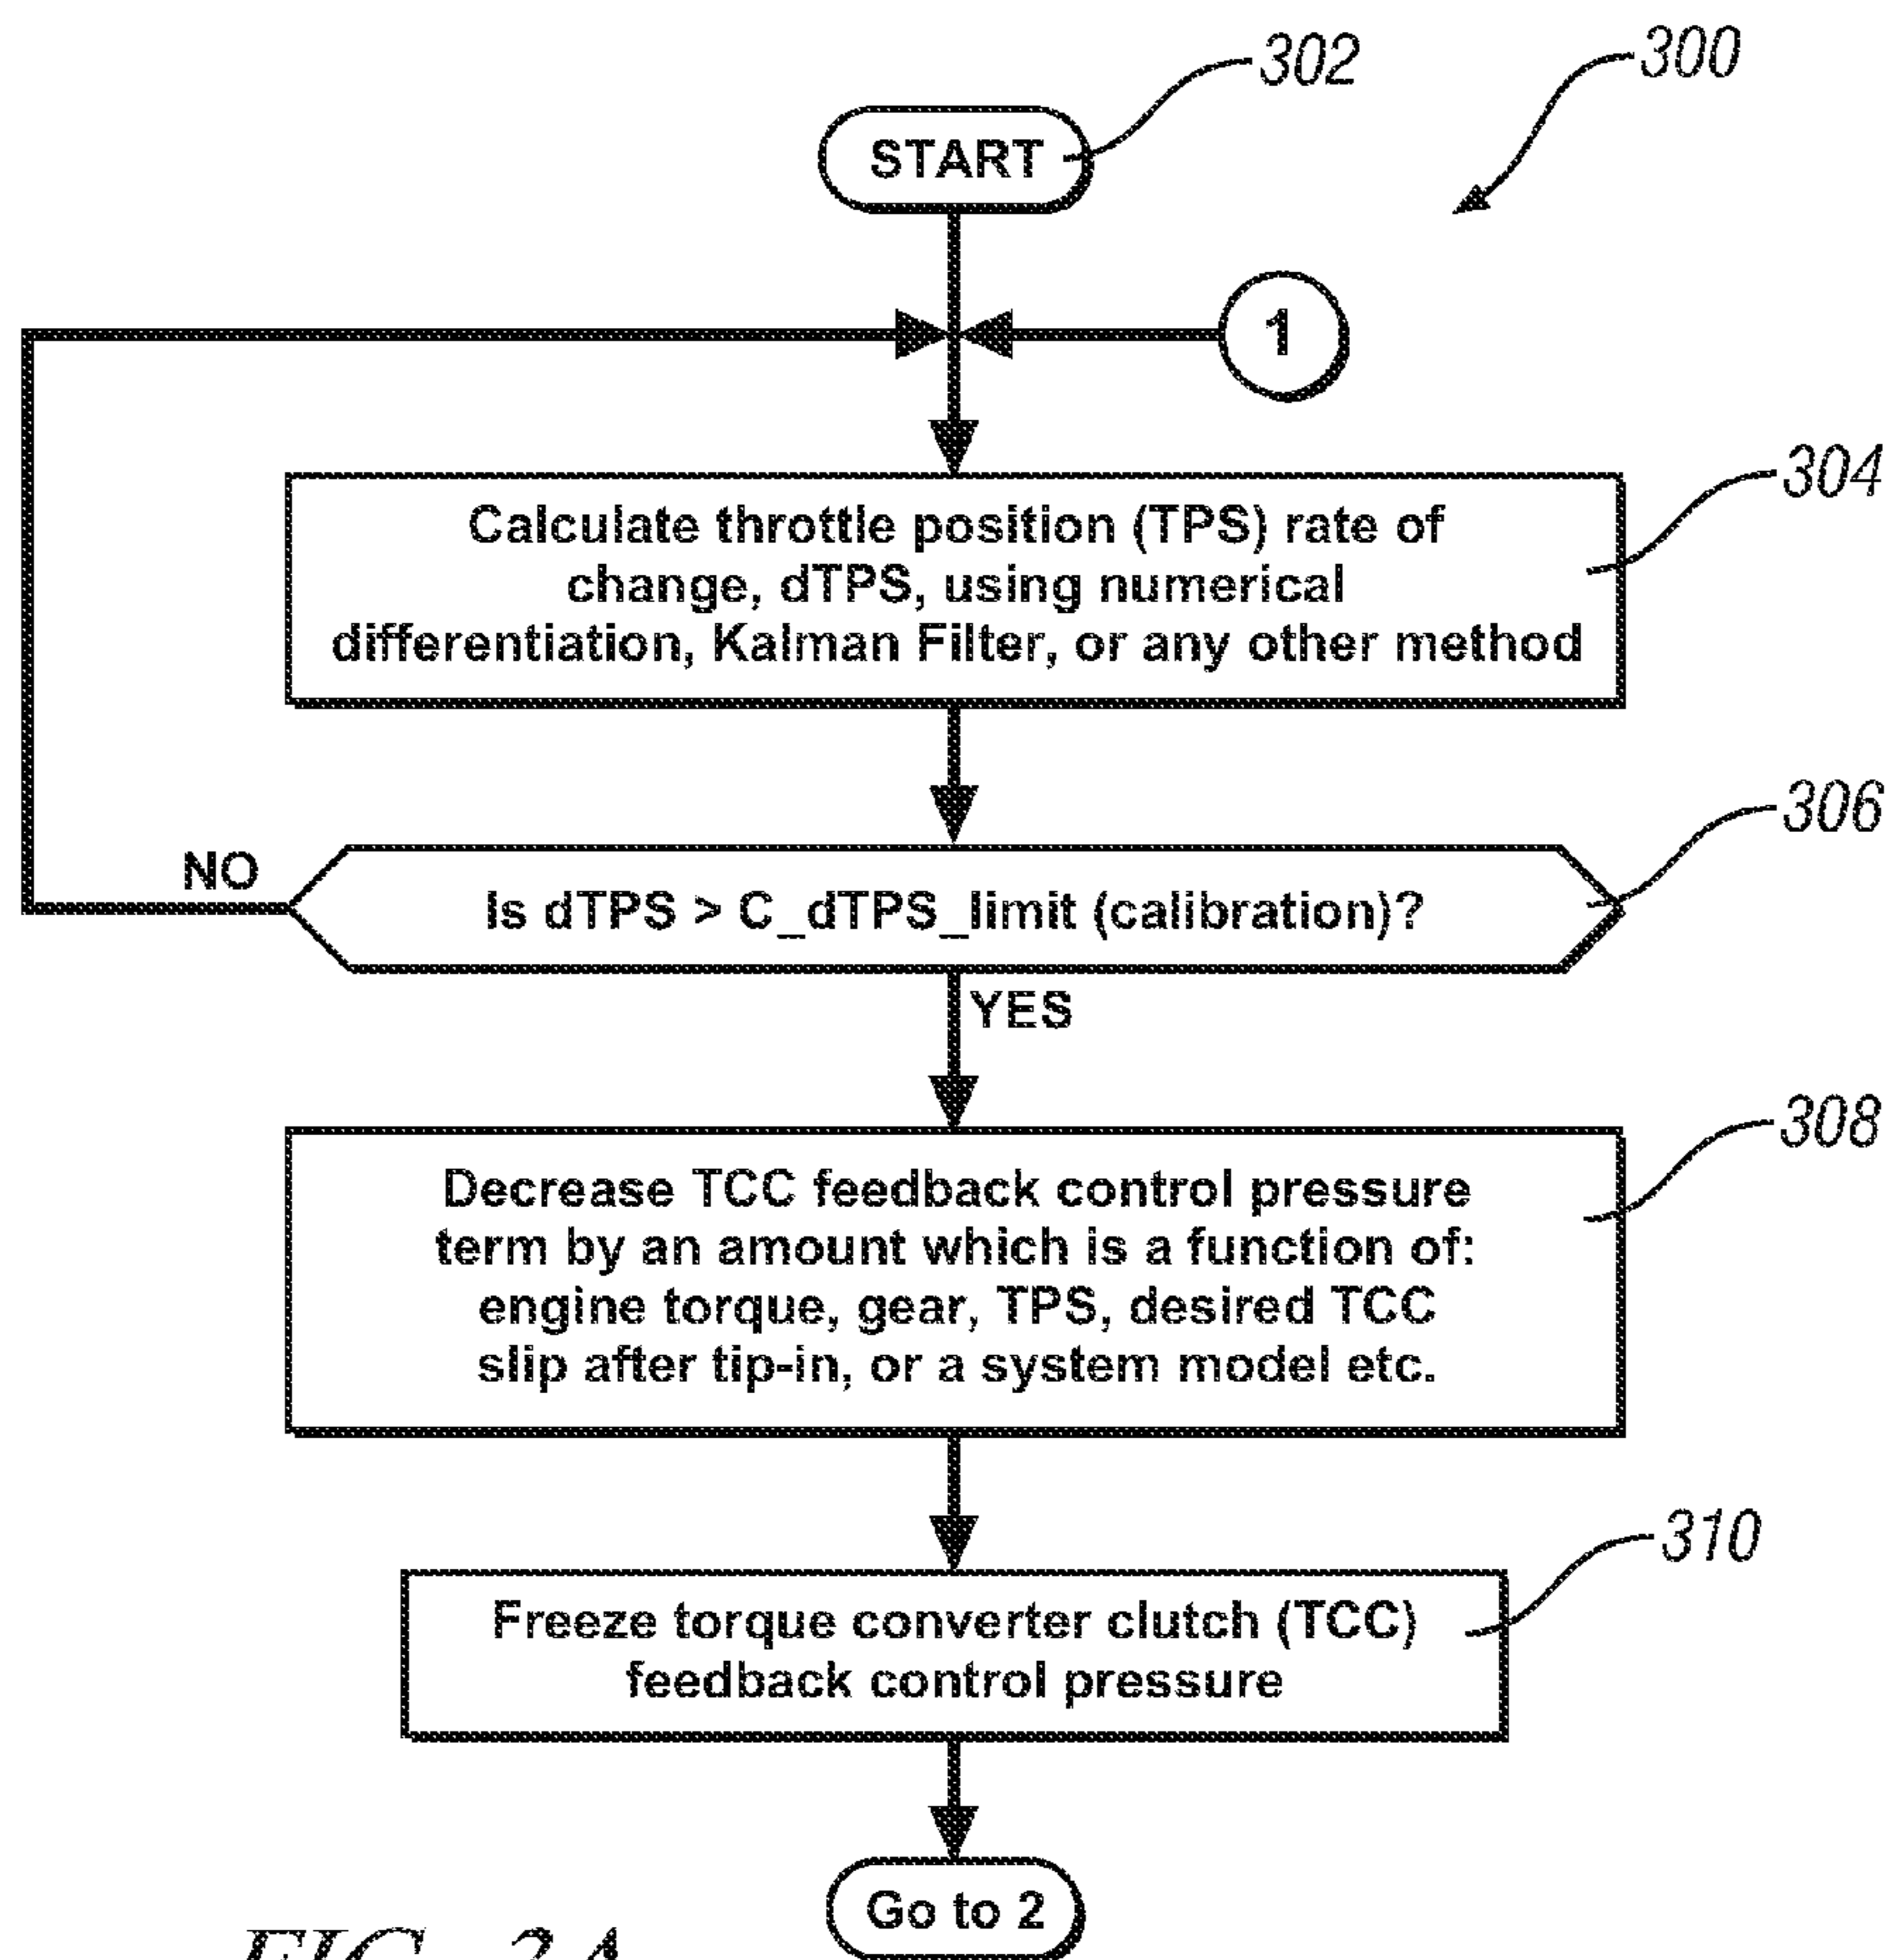 302
300
START
1
304
Calculate throttle position (TPS) rate of
change, dTPS, using numerical
differentiation, Kalman Filter, or any other method
306
NO
Is dTPS > C_dTPS_limit (calibration)?
YES
308
Decrease TCC feedback control pressure
term by an amount which is a function of:
engine torque, gear, TPS, desired TCC
slip after tip-in, or a system model etc.
310
Freeze torque converter clutch (TCC)
feedback control pressure
Go to 2